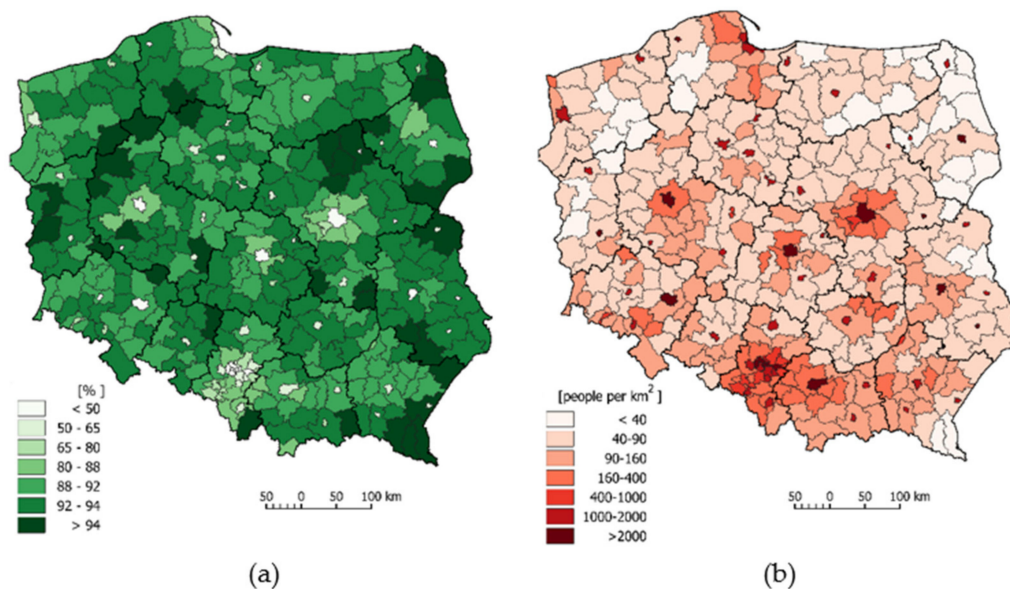 [ % ]
< 50
50 - 65
65 - 80
80 - 88
88 - 92
92 - 94
> 94
50 0 50 100 km
(a)
[people per km²]
< 40
40-90
90-160
160-400
400-1000
1000-2000
>2000
50 0 50 100 km
(b)